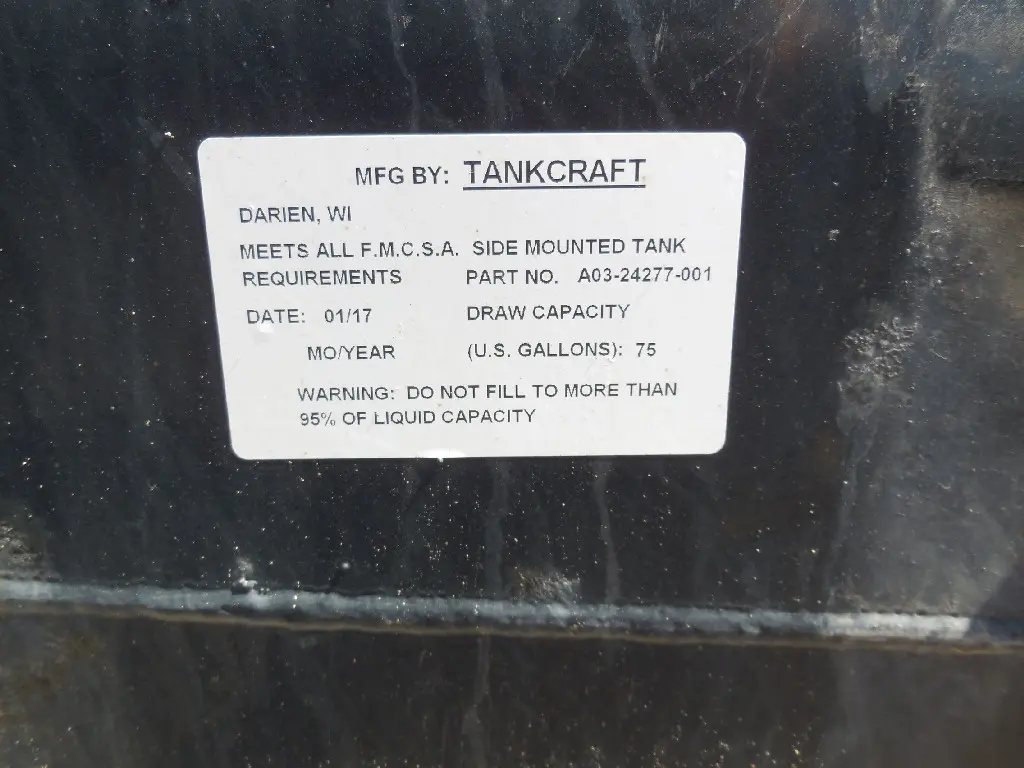 MFG BY: TANKCRAFT
DARIEN, WI
MEETS ALL F.M.C.S.A. SIDE MOUNTED TANK
REQUIREMENTS PART NO. A03-24277-001
DATE: 01/17 DRAW CAPACITY
MO/YEAR (U.S. GALLONS): 75
WARNING: DO NOT FILL TO MORE THAN
95% OF LIQUID CAPACITY